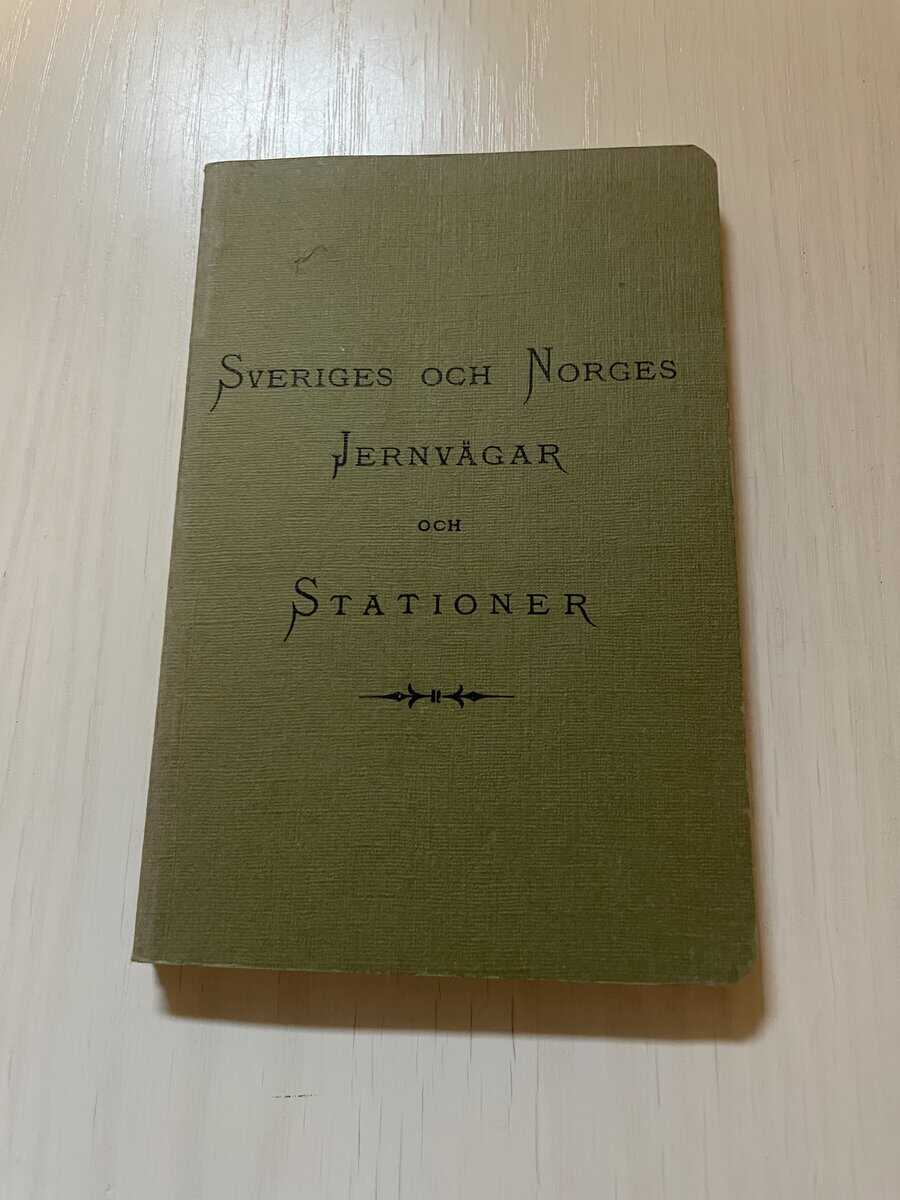 SVERIGES OCH NORGES
JERNVÄGAR
OCH
STATIONER